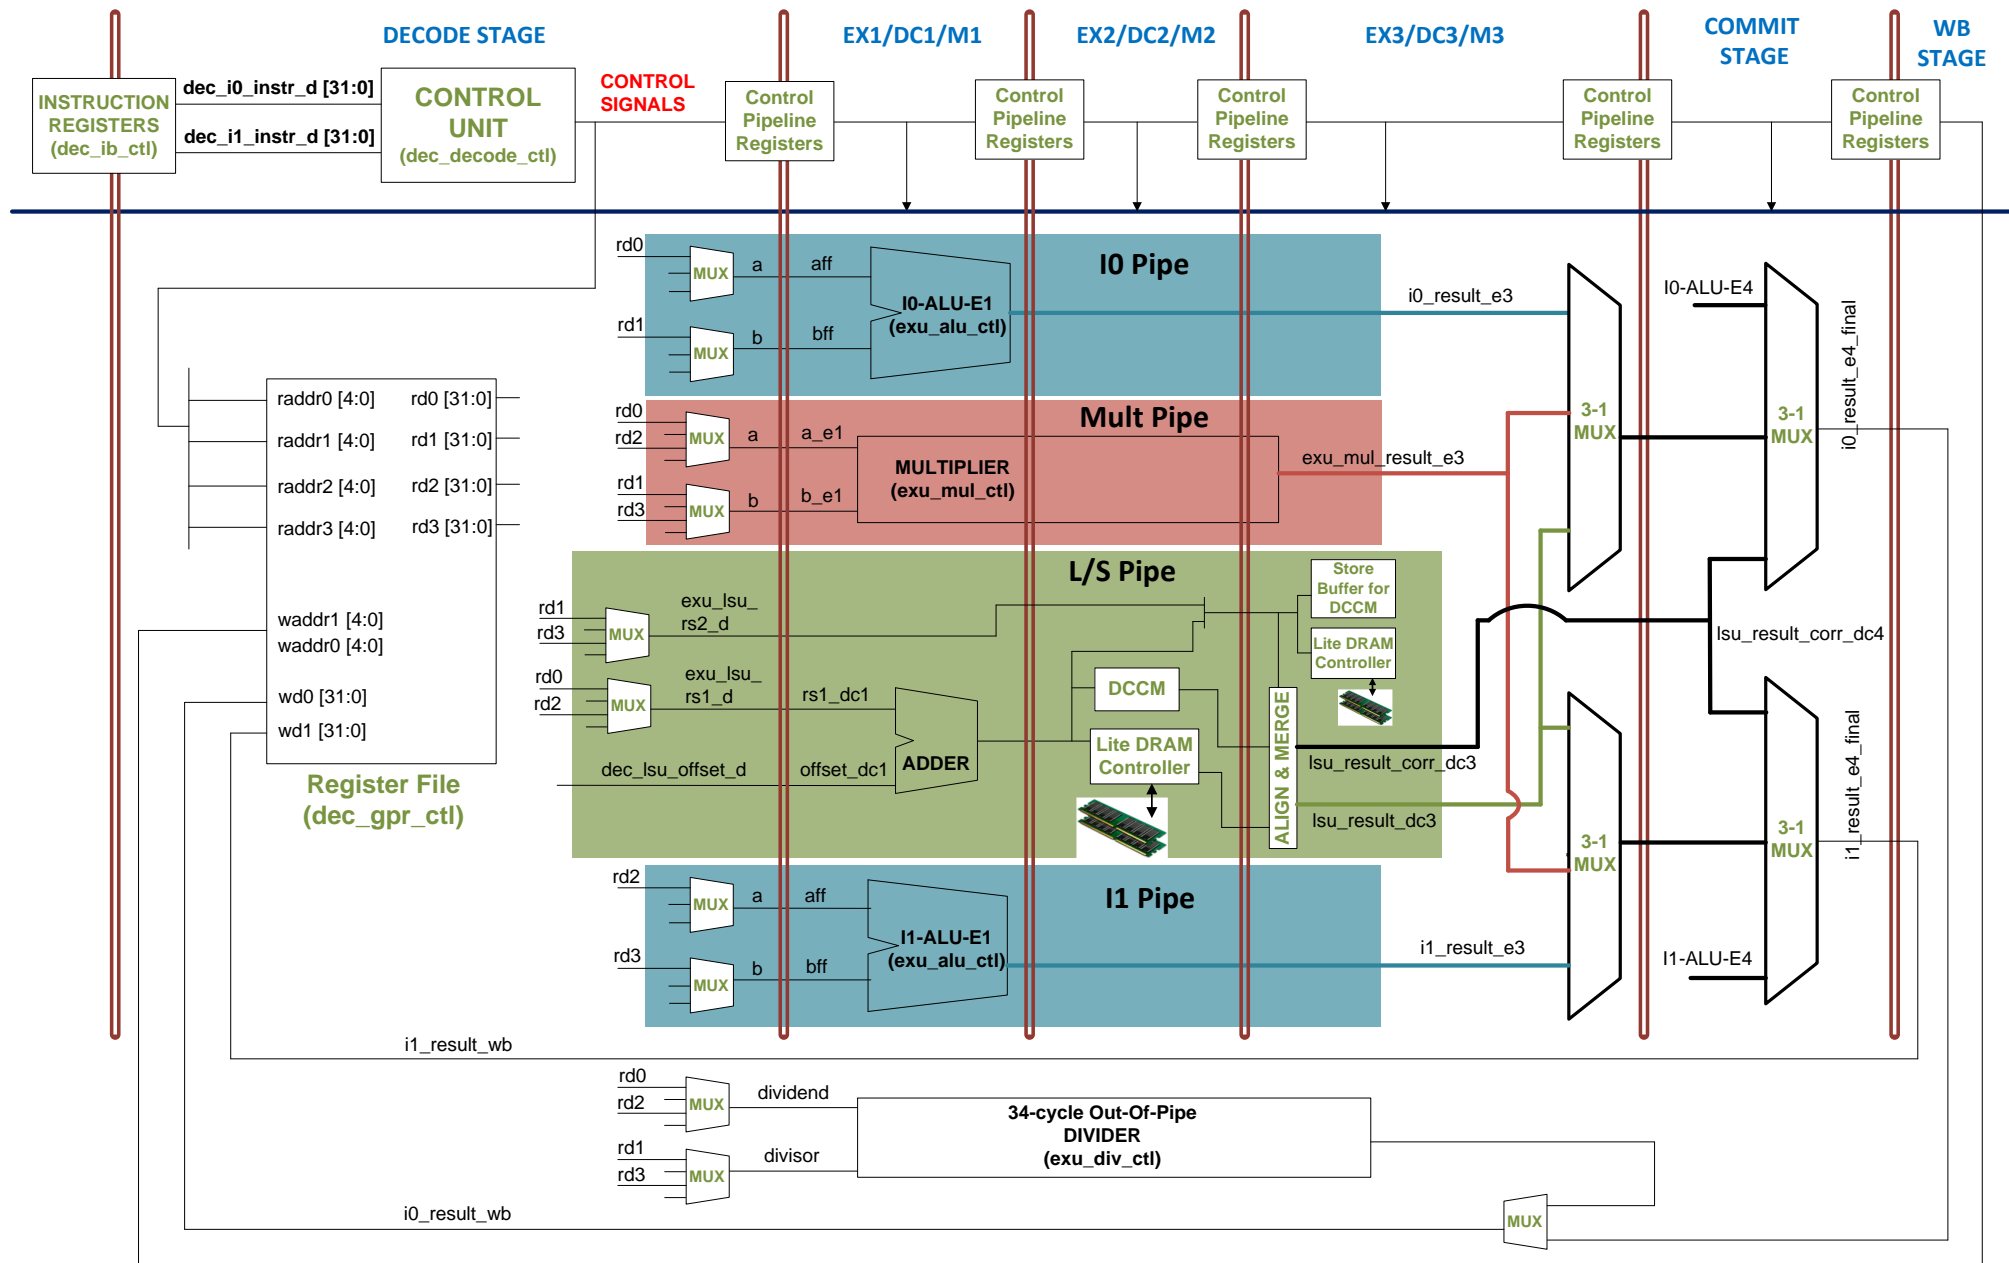 DECODE STAGE
EX1/DC1/M1
EX2/DC2/M2
EX3/DC3/M3
COMMIT
STAGE
WB
STAGE
INSTRUCTION
REGISTERS
(dec_ib_ctl)
dec_i0_instr_d [31:0]
dec_i1_instr_d [31:0]
CONTROL
UNIT
(dec_decode_ctl)
CONTROL
SIGNALS
Control
Pipeline
Registers
Control
Pipeline
Registers
Control
Pipeline
Registers
Control
Pipeline
Registers
Control
Pipeline
Registers
I0 Pipe
rd0
MUX
a
aff
rd1
MUX
b
bff
I0-ALU-E1
(exu_alu_ctl)
i0_result_e3
I0-ALU-E4
3-1
MUX
3-1
MUX
i0_result_e4_final
raddr0 [4:0]
raddr1 [4:0]
raddr2 [4:0]
raddr3 [4:0]
rd0 [31:0]
rd1 [31:0]
rd2 [31:0]
rd3 [31:0]
waddr1 [4:0]
waddr0 [4:0]
wd0 [31:0]
wd1 [31:0]
Register File
(dec_gpr_ctl)
Mult Pipe
rd0
rd2
MUX
a
a_e1
rd1
rd3
MUX
b
b_e1
MULTIPLIER
(exu_mul_ctl)
exu_mul_result_e3
L/S Pipe
rd1
rd3
MUX
exu_lsu_
rs2_d
rd0
rd2
MUX
exu_lsu_
rs1_d
rs1_dc1
dec_lsu_offset_d
offset_dc1
ADDER
DCCM
Lite DRAM
Controller
Store
Buffer for
DCCM
Lite DRAM
Controller
ALIGN & MERGE
lsu_result_corr_dc3
lsu_result_dc3
lsu_result_corr_dc4
3-1
MUX
3-1
MUX
i1_result_e4_final
I1 Pipe
rd2
MUX
a
aff
rd3
MUX
b
bff
I1-ALU-E1
(exu_alu_ctl)
i1_result_e3
I1-ALU-E4
i1_result_wb
rd0
rd2
MUX
dividend
rd1
rd3
MUX
divisor
34-cycle Out-Of-Pipe
DIVIDER
(exu_div_ctl)
i0_result_wb
MUX